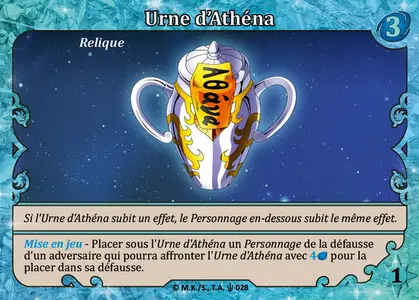 Urne d'Athéna
3
Relique
Αθηνά
Si l'Urne d'Athéna subit un effet, le Personnage en-dessous subit le même effet.
Mise en jeu - Placer sous l'Urne d'Athéna un Personnage de la défausse
d'un adversaire qui pourra affronter l'Urne d'Athéna avec 4 pour
la placer dans sa défausse.
1
© M.K./S., T.A. 028